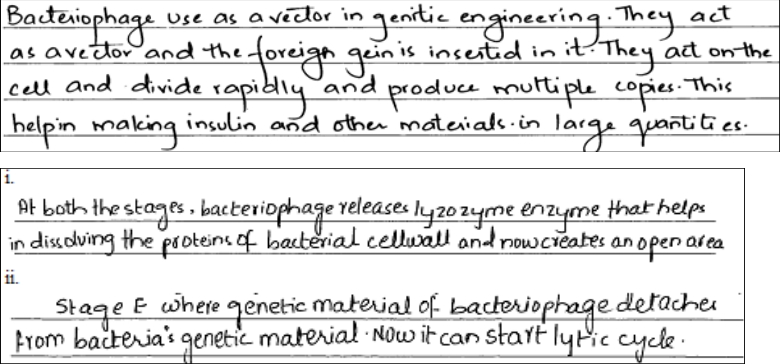 Bacteriophage use as a vector in genitic engineering. They act
as a vector and the foreign gein is inserted in it. They act on the
cell and divide rapidly and produce multiple copies. This
help in making insulin and other materials. in large quantities.
i.
At both the stages, bacteriophage releases lyzozyme enzyme that helps
in dissolving the proteins of bacterial cellwall and now creates an open area
ii.
Stage E where genetic material of bacteriophage detaches
from bacteria's genetic material. Now it can start lytic cycle.